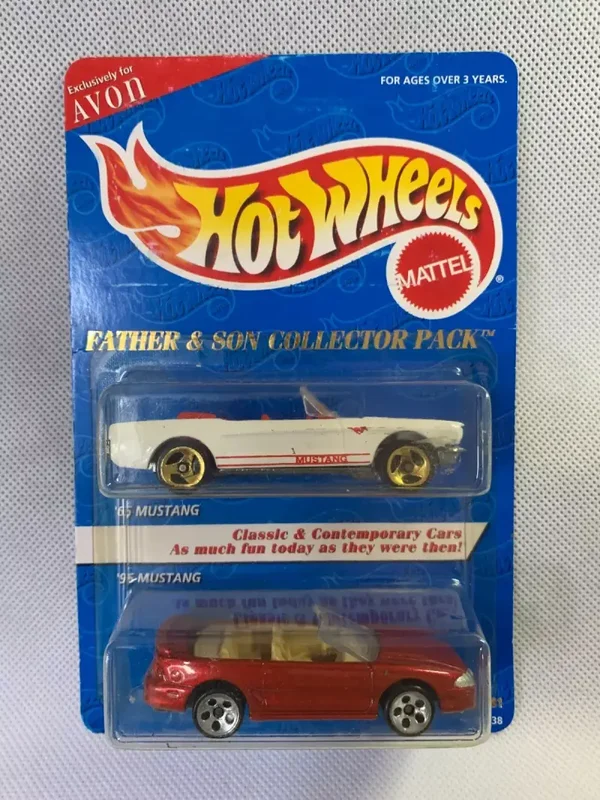 Exclusively for
AVON
FOR AGES OVER 3 YEARS.
HOT WHEELS
MATTEL
®
FATHER & SON COLLECTOR PACK™
MUSTANG
'65 MUSTANG
Classic & Contemporary Cars
As much fun today as they were then!
'95 MUSTANG
38